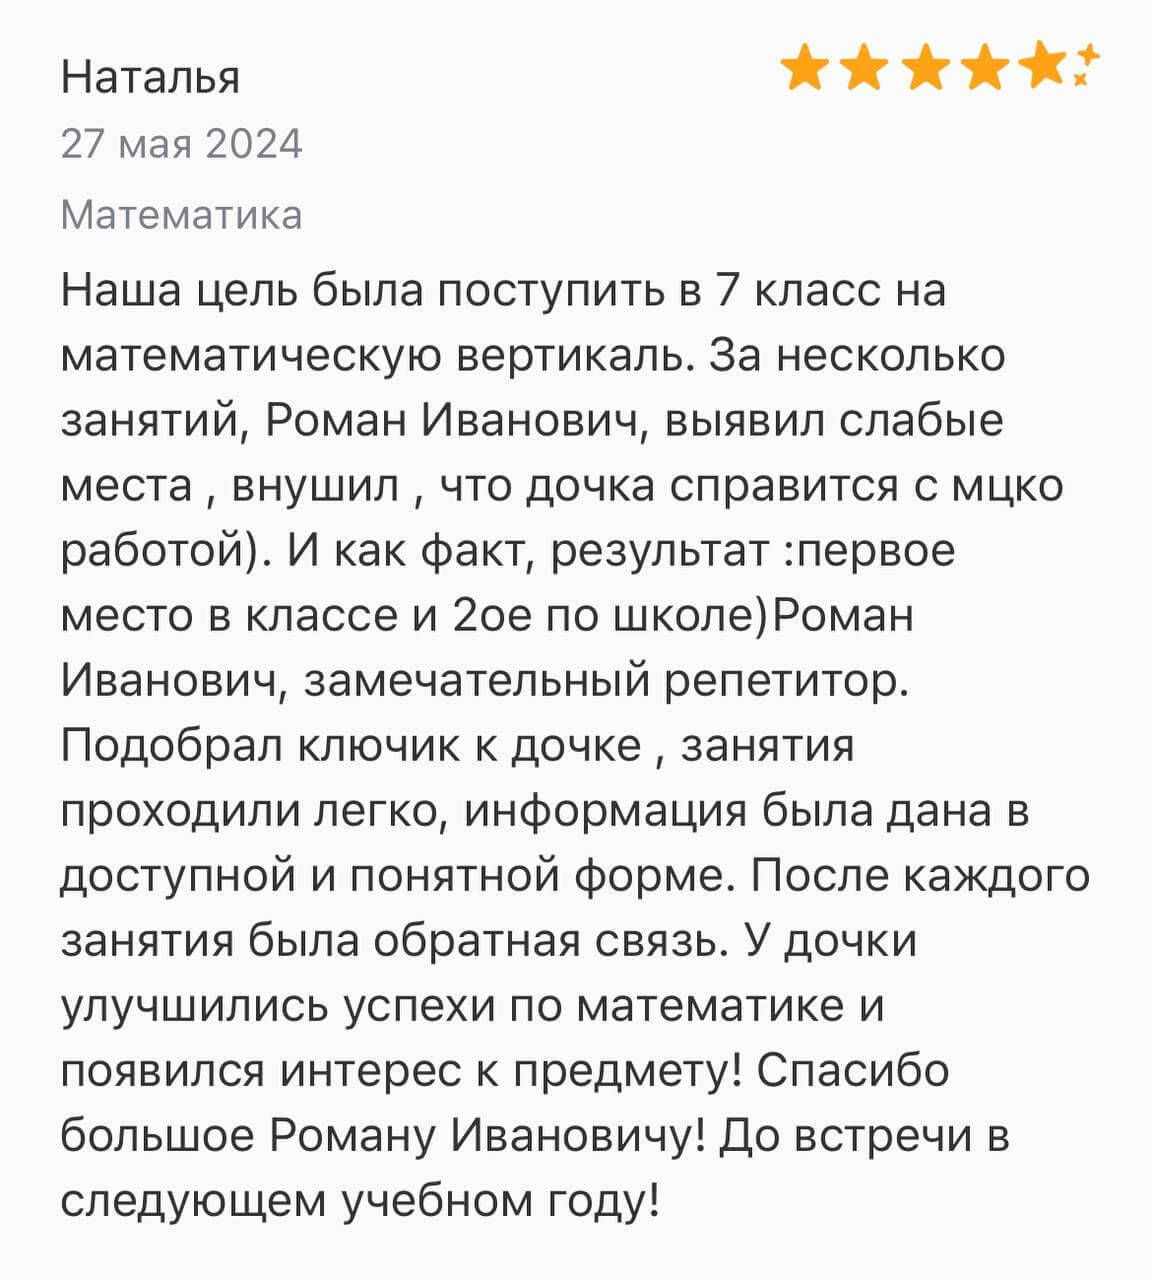 Наталья
27 мая 2024
Математика
Наша цель была поступить в 7 класс на
математическую вертикаль. За несколько
занятий, Роман Иванович, выявил слабые
места , внушил , что дочка справится с мцко
работой). И как факт, результат :первое
место в классе и 2ое по школе)Роман
Иванович, замечательный репетитор.
Подобрал ключик к дочке , занятия
проходили легко, информация была дана в
доступной и понятной форме. После каждого
занятия была обратная связь. У дочки
улучшились успехи по математике и
появился интерес к предмету! Спасибо
большое Роману Ивановичу! До встречи в
следующем учебном году!